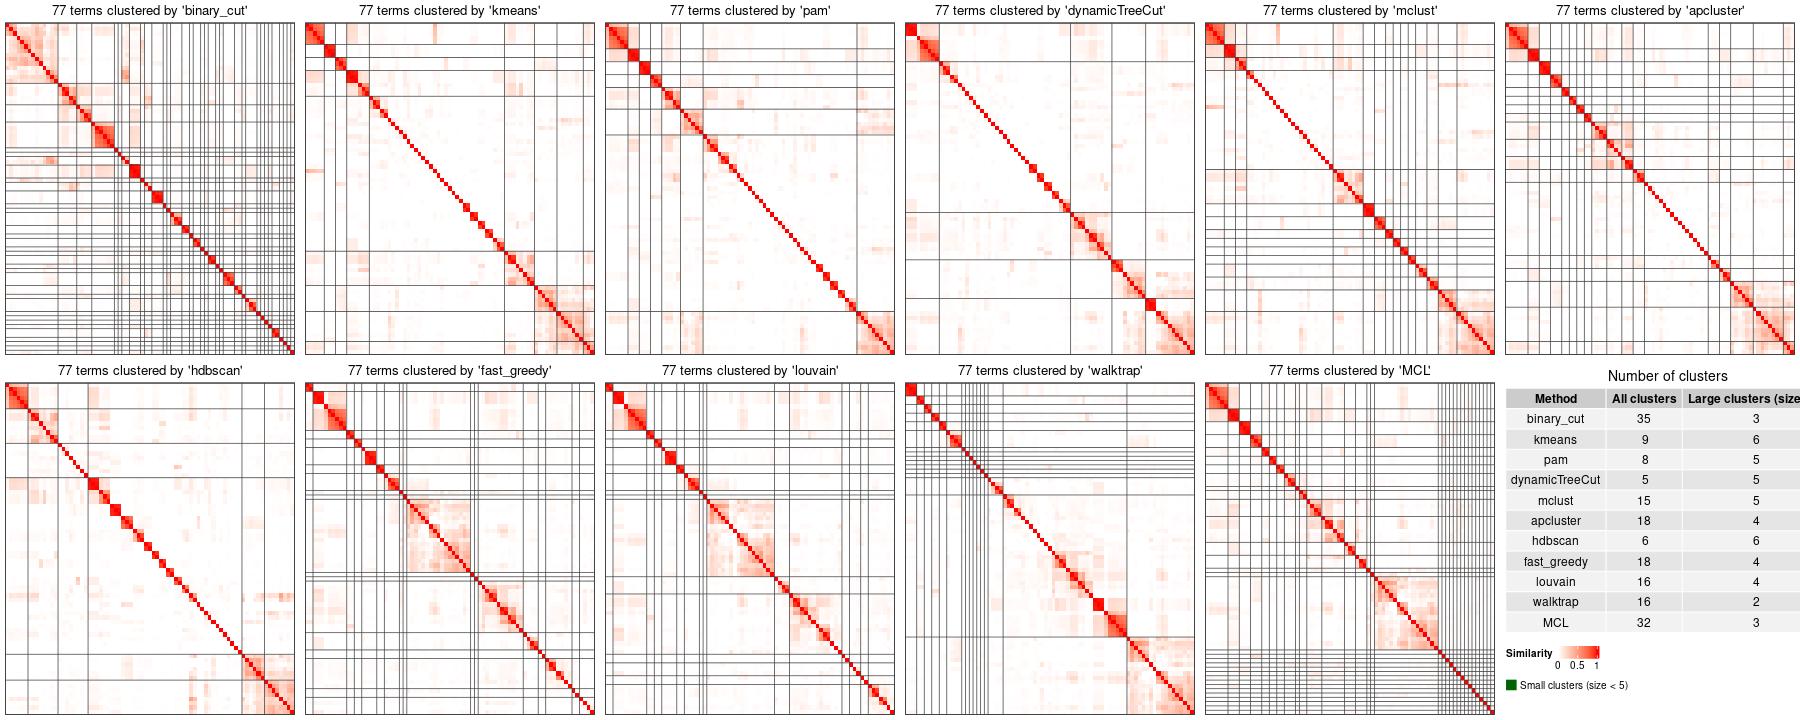 77 terms clustered by 'binary_cut'
77 terms clustered by 'kmeans'
77 terms clustered by 'pam'
77 terms clustered by 'dynamicTreeCut'
77 terms clustered by 'mclust'
77 terms clustered by 'apcluster'
77 terms clustered by 'hdbscan'
77 terms clustered by 'fast_greedy'
77 terms clustered by 'louvain'
77 terms clustered by 'walktrap'
77 terms clustered by 'MCL'
Number of clusters
Method All clusters Large clusters (size
binary_cut 35 3
kmeans 9 6
pam 8 5
dynamicTreeCut 5 5
mclust 15 5
apcluster 18 4
hdbscan 6 6
fast_greedy 18 4
louvain 16 4
walktrap 16 2
MCL 32 3
Similarity
0 0.5 1
Small clusters (size < 5)